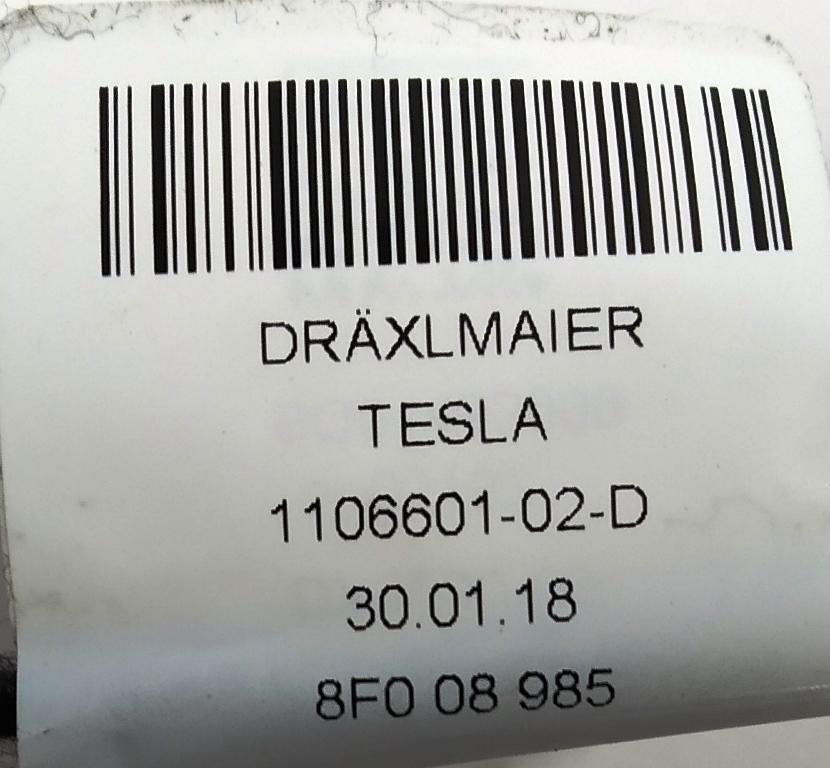 DRÄXLMAIER
TESLA
1106601-02-D
30.01.18
8F0 08 985